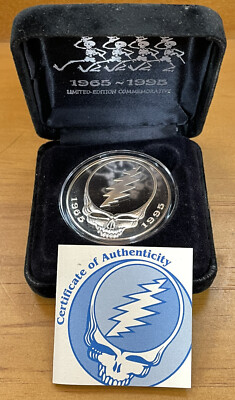 1965~1995
LIMITED-EDITION COMMEMORATIVE
1965 1995
Certificate of Authenticity